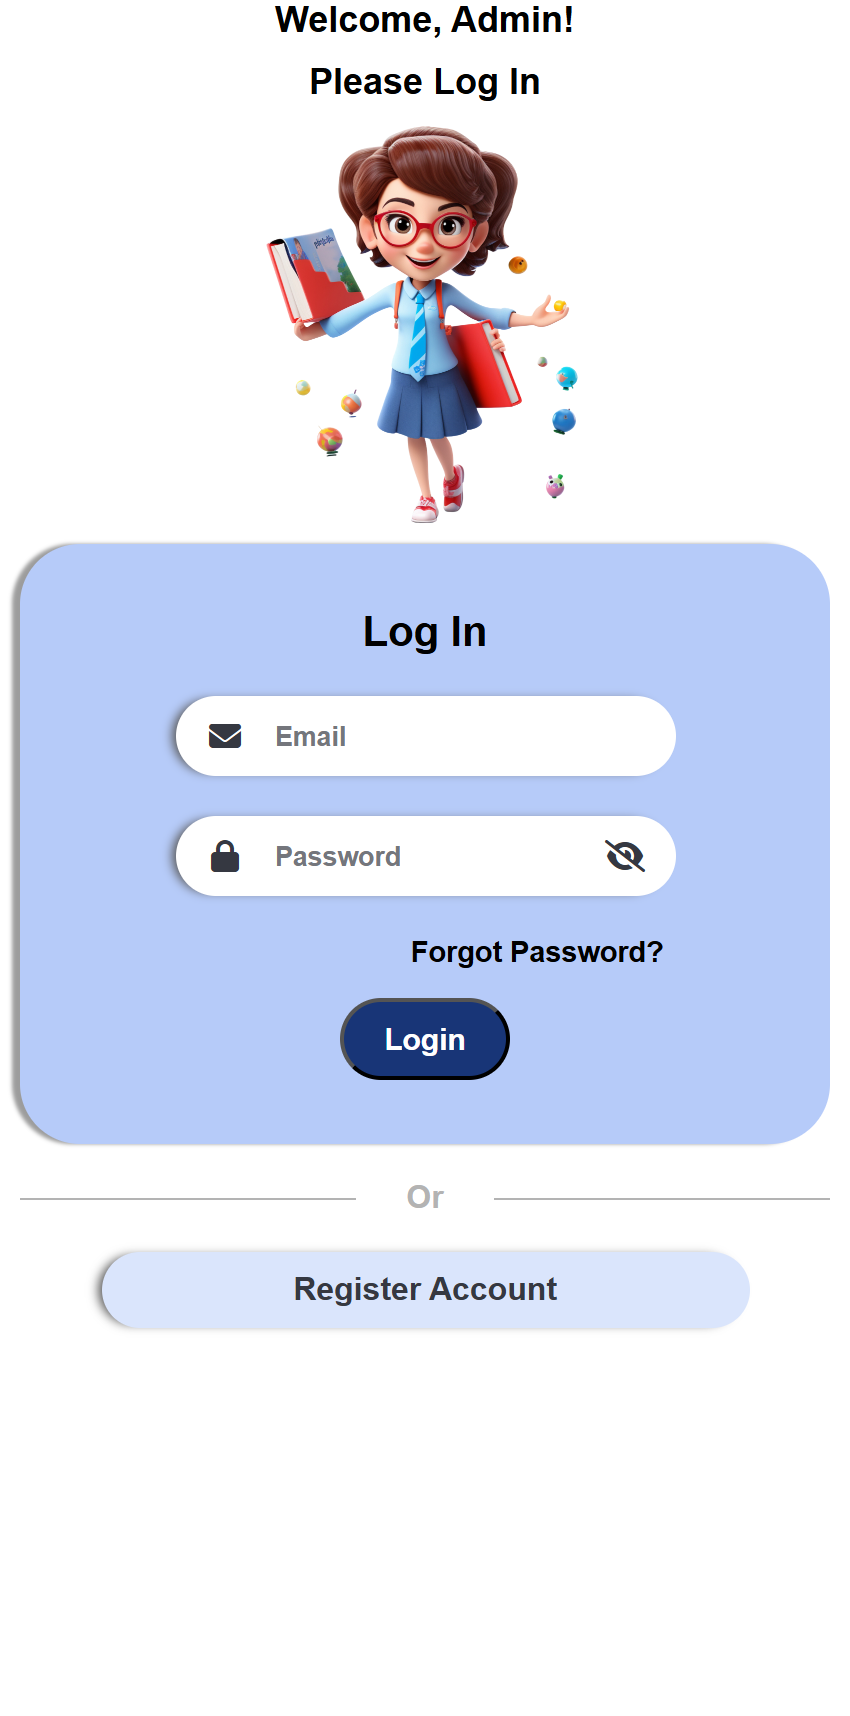 Welcome, Admin!
Please Log In
Log In
Email
Password
Forgot Password?
Login
Or
Register Account